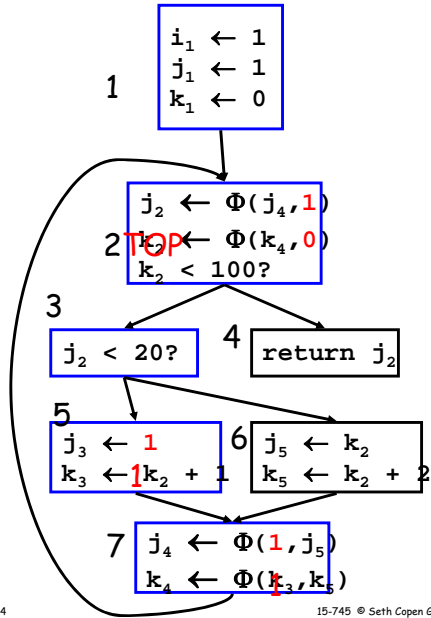 1
i₁ ← 1
j₁ ← 1
k₁ ← 0
2
j₂ ← Φ(j₄,1)
TOP
k₂ ← Φ(k₄,0)
k₂ < 100?
3
j₂ < 20?
4
return j₂
5
j₃ ← 1
k₃ ← k₂ + 1
1
6
j₅ ← k₂
k₅ ← k₂ + 2
7
j₄ ← Φ(1,j₅)
k₄ ← Φ(k₃,k₅)
1
4
15-745 © Seth Copen G